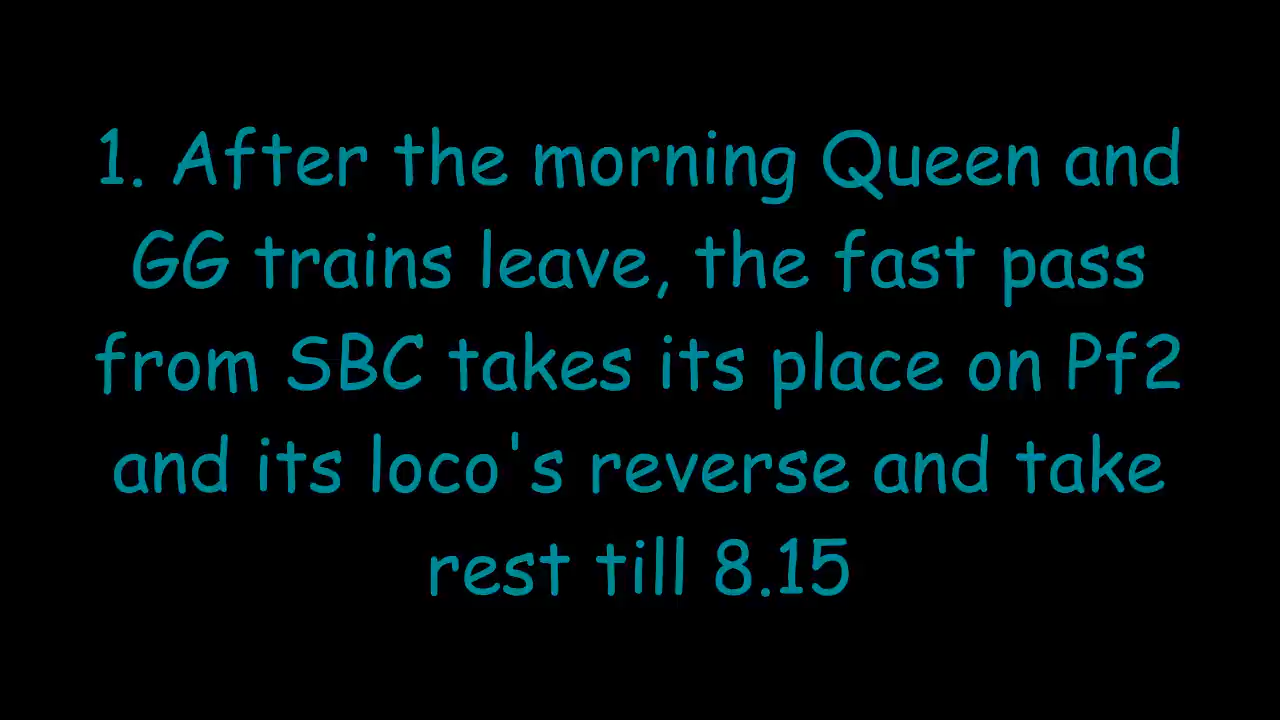 1. After the morning Queen and
GG trains leave, the fast pass
from SBC takes its place on Pf2
and its loco's reverse and take
rest till 8.15